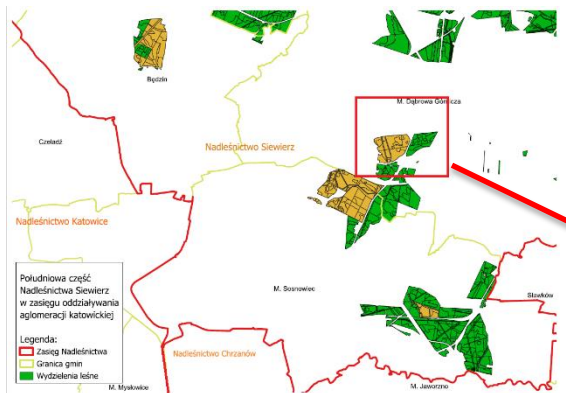 Będzin
M. Dąbrowa Górnicza
Czeladź
Nadleśnictwo Siewierz
Nadleśnictwo Katowice
Południowa część
Nadleśnictwa Siewierz
w zasięgu oddziaływania
aglomeracji katowickiej
Legenda:
Zasięg Nadleśnictwa
Granica gmin
Wydzielenia leśne
M. Sosnowiec
Sławków
Nadleśnictwo Chrzanów
M. Mysłowice
M. Jaworzno